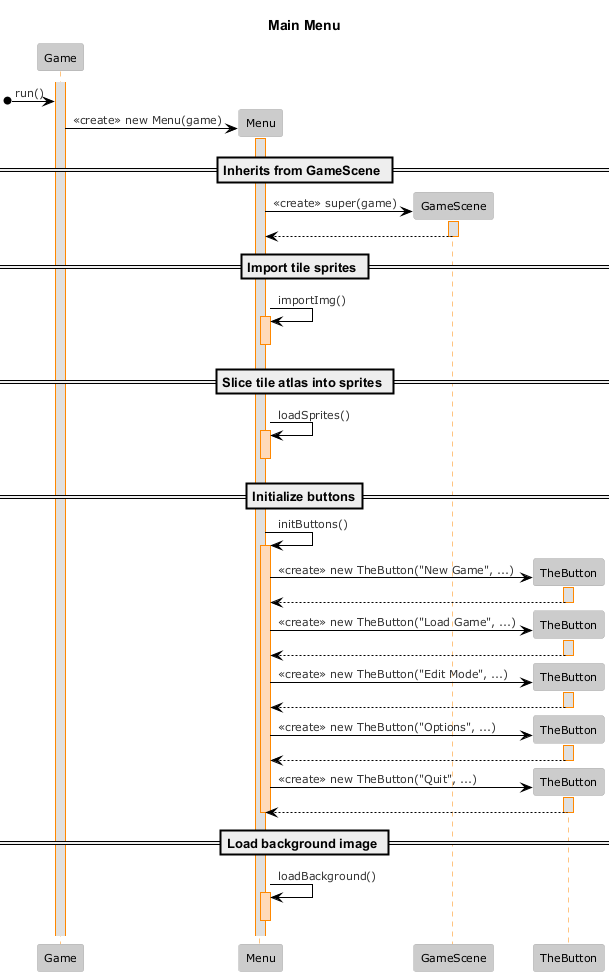 Main Menu
Game
run()
«create» new Menu(game)
Menu
Inherits from GameScene
«create» super(game)
GameScene
Import tile sprites
importImg()
Slice tile atlas into sprites
loadSprites()
Initialize buttons
initButtons()
«create» new TheButton("New Game", ...)
TheButton
«create» new TheButton("Load Game", ...)
TheButton
«create» new TheButton("Edit Mode", ...)
TheButton
«create» new TheButton("Options", ...)
TheButton
«create» new TheButton("Quit", ...)
TheButton
Load background image
loadBackground()
Game
Menu
GameScene
TheButton